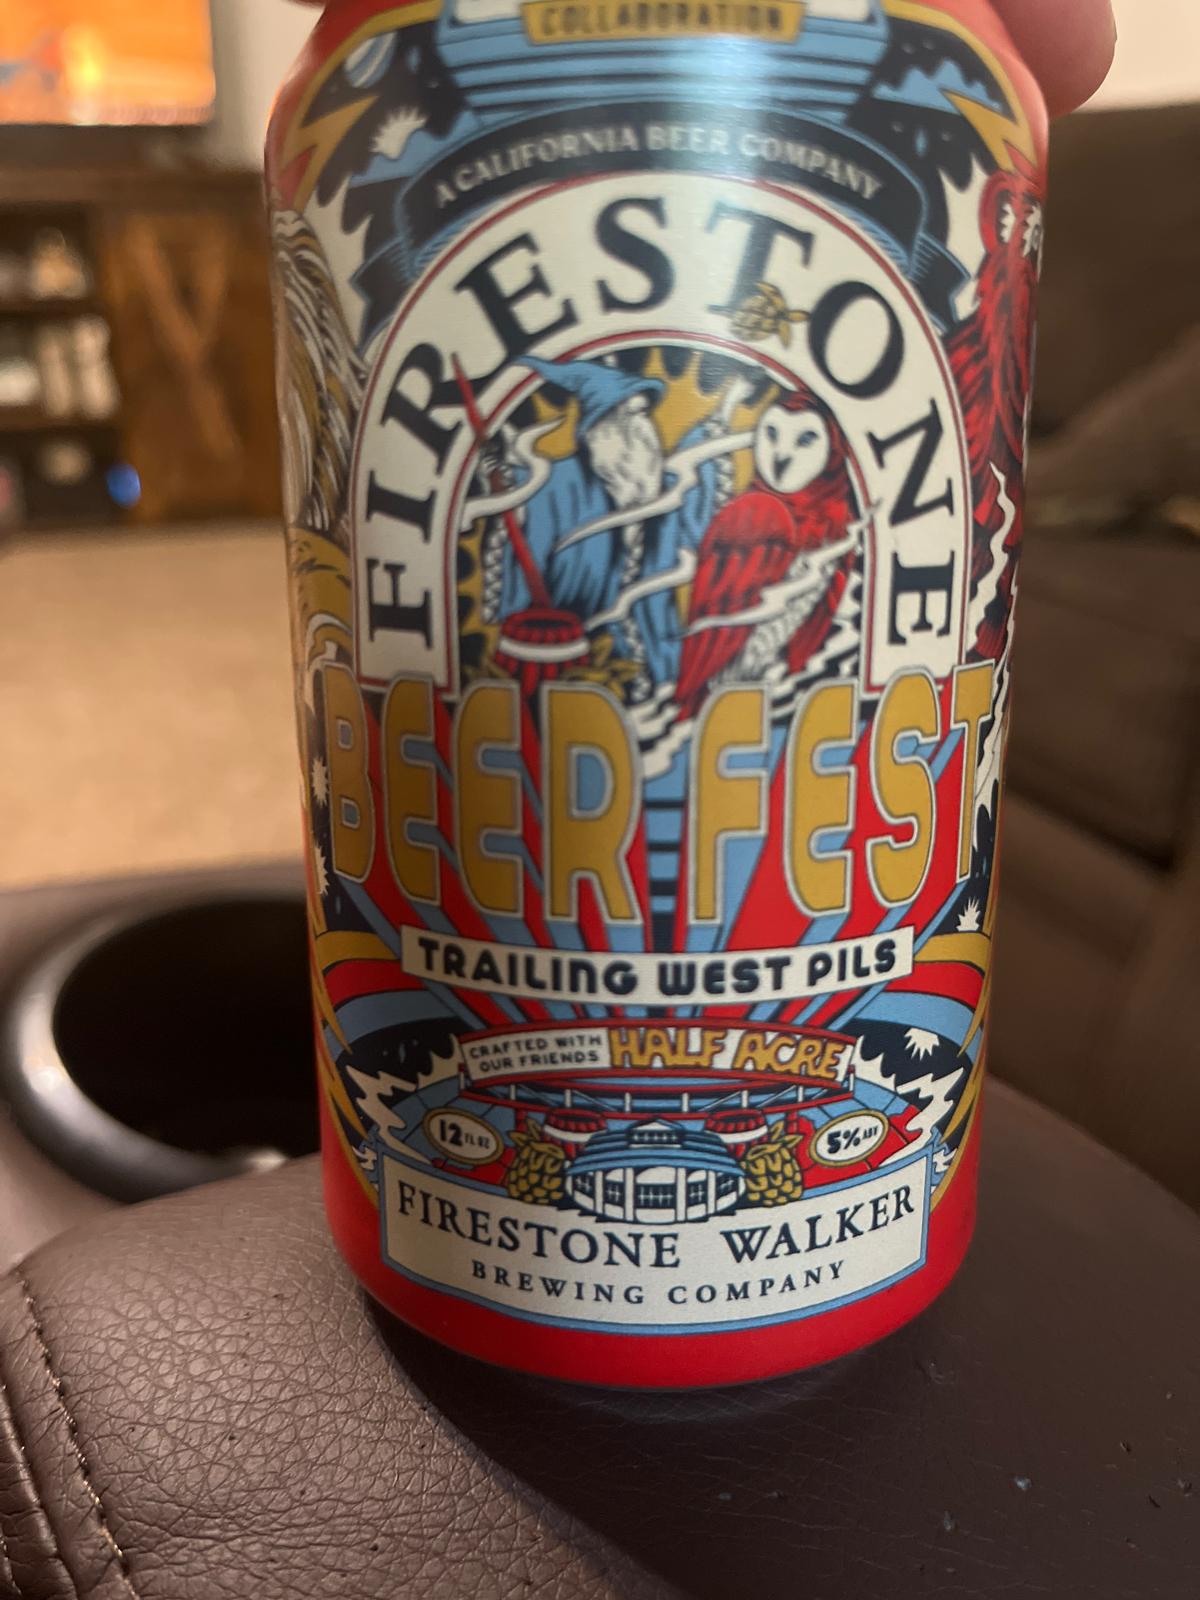 COLLABORATION
A CALIFORNIA BEER COMPANY
FIRESTONE
BEER FEST
TRAILING WEST PILS
CRAFTED WITH
OUR FRIENDS
HALF ACRE
12 FL OZ
5% ABV
FIRESTONE WALKER
BREWING COMPANY